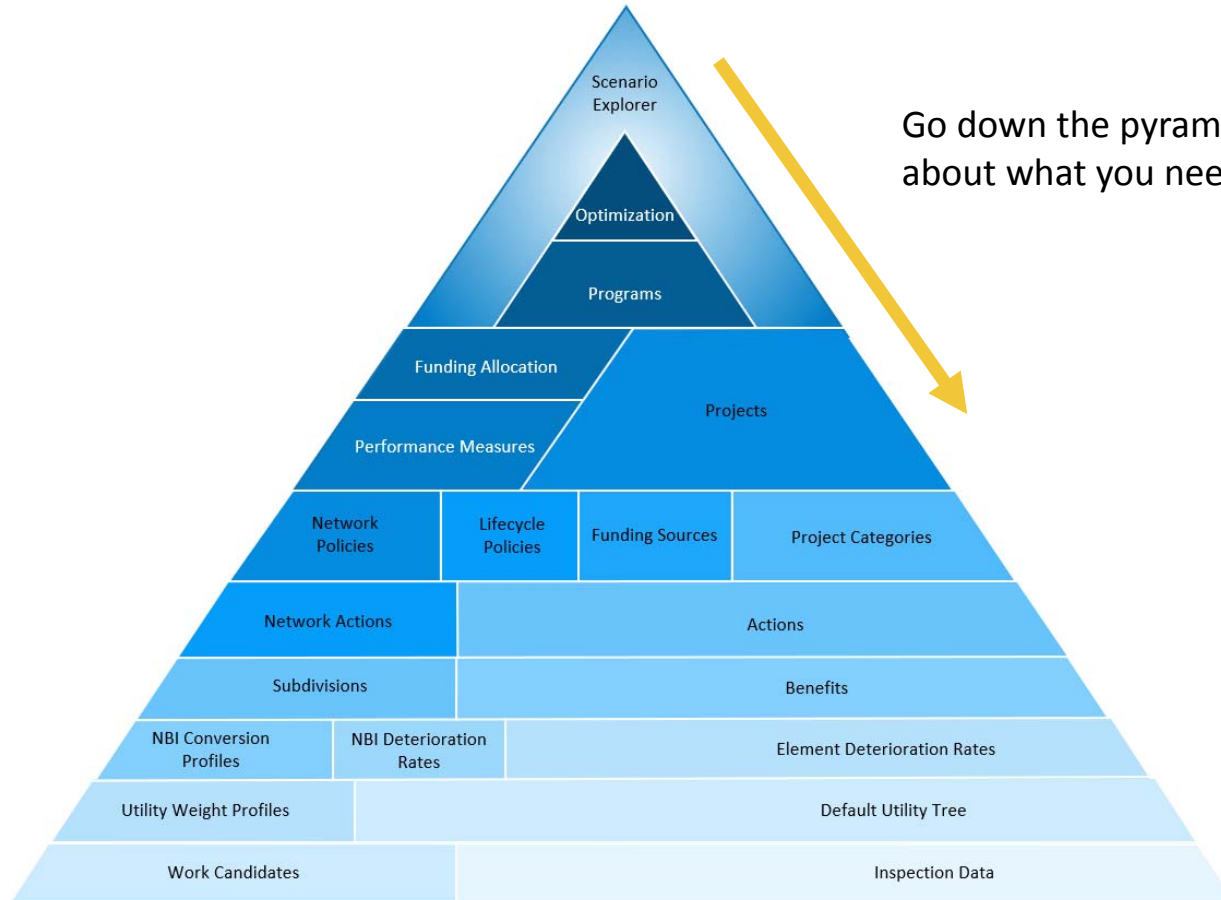 Scenario
Explorer
Go down the pyram
about what you nee
Optimization
Programs
Funding Allocation
Projects
Performance Measures
Network
Policies
Lifecycle
Policies
Funding Sources
Project Categories
Network Actions
Actions
Subdivisions
Benefits
NBI Conversion
Profiles
NBI Deterioration
Rates
Element Deterioration Rates
Utility Weight Profiles
Default Utility Tree
Work Candidates
Inspection Data